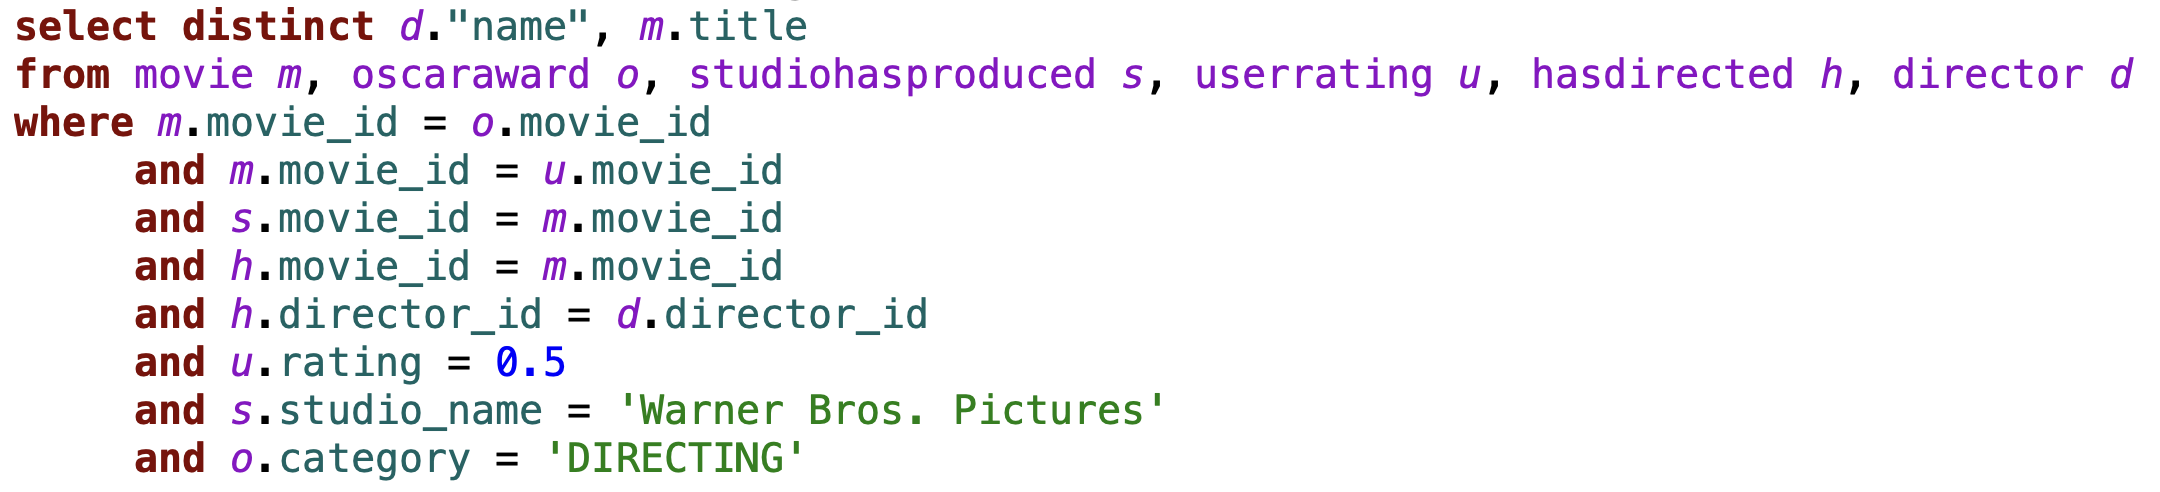 select distinct d."name", m.title
from movie m, oscaraward o, studiohasproduced s, userrating u, hasdirected h, director d
where m.movie_id = o.movie_id
and m.movie_id = u.movie_id
and s.movie_id = m.movie_id
and h.movie_id = m.movie_id
and h.director_id = d.director_id
and u.rating = 0.5
and s.studio_name = 'Warner Bros. Pictures'
and o.category = 'DIRECTING'